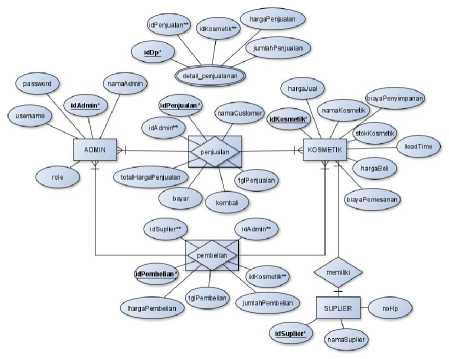 idPenjualan**
hargaPenjualan
idKosmetik**
idDp*
jumlahPenjualan
detail_penjualanan
password
namaAdmin
idAdmin*
username
ADMIN
role
idPenjualan*
namaCustomer
idAdmin**
penjualan
totalHargaPenjualan
tglPenjualan
bayar
kembali
hargaJual
biayaPenyimpanan
namaKosmetik
idKosmetik*
stokKosmetik
leadTime
KOSMETIK
hargaBeli
biayaPemesanan
idSuplier**
idAdmin**
pembelian
idPembelian*
idKosmetik**
tglPembelian
jumlahPembelian
hargaPembelian
memiliki
SUPLIER
noHp
idSuplier*
namaSuplier